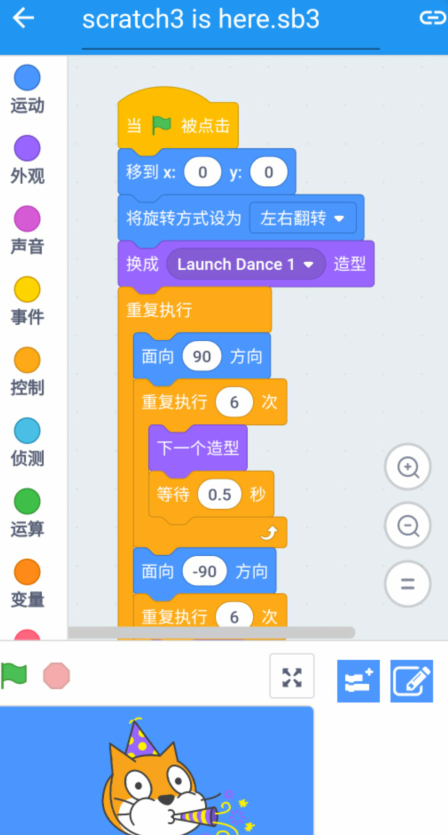 scratch3 is here.sb3
运动
外观
声音
事件
控制
侦测
运算
变量
当 被点击
移到 x: 0 y: 0
将旋转方式设为 左右翻转
换成 Launch Dance 1 造型
重复执行
面向 90 方向
重复执行 6 次
下一个造型
等待 0.5 秒
面向 -90 方向
重复执行 6 次